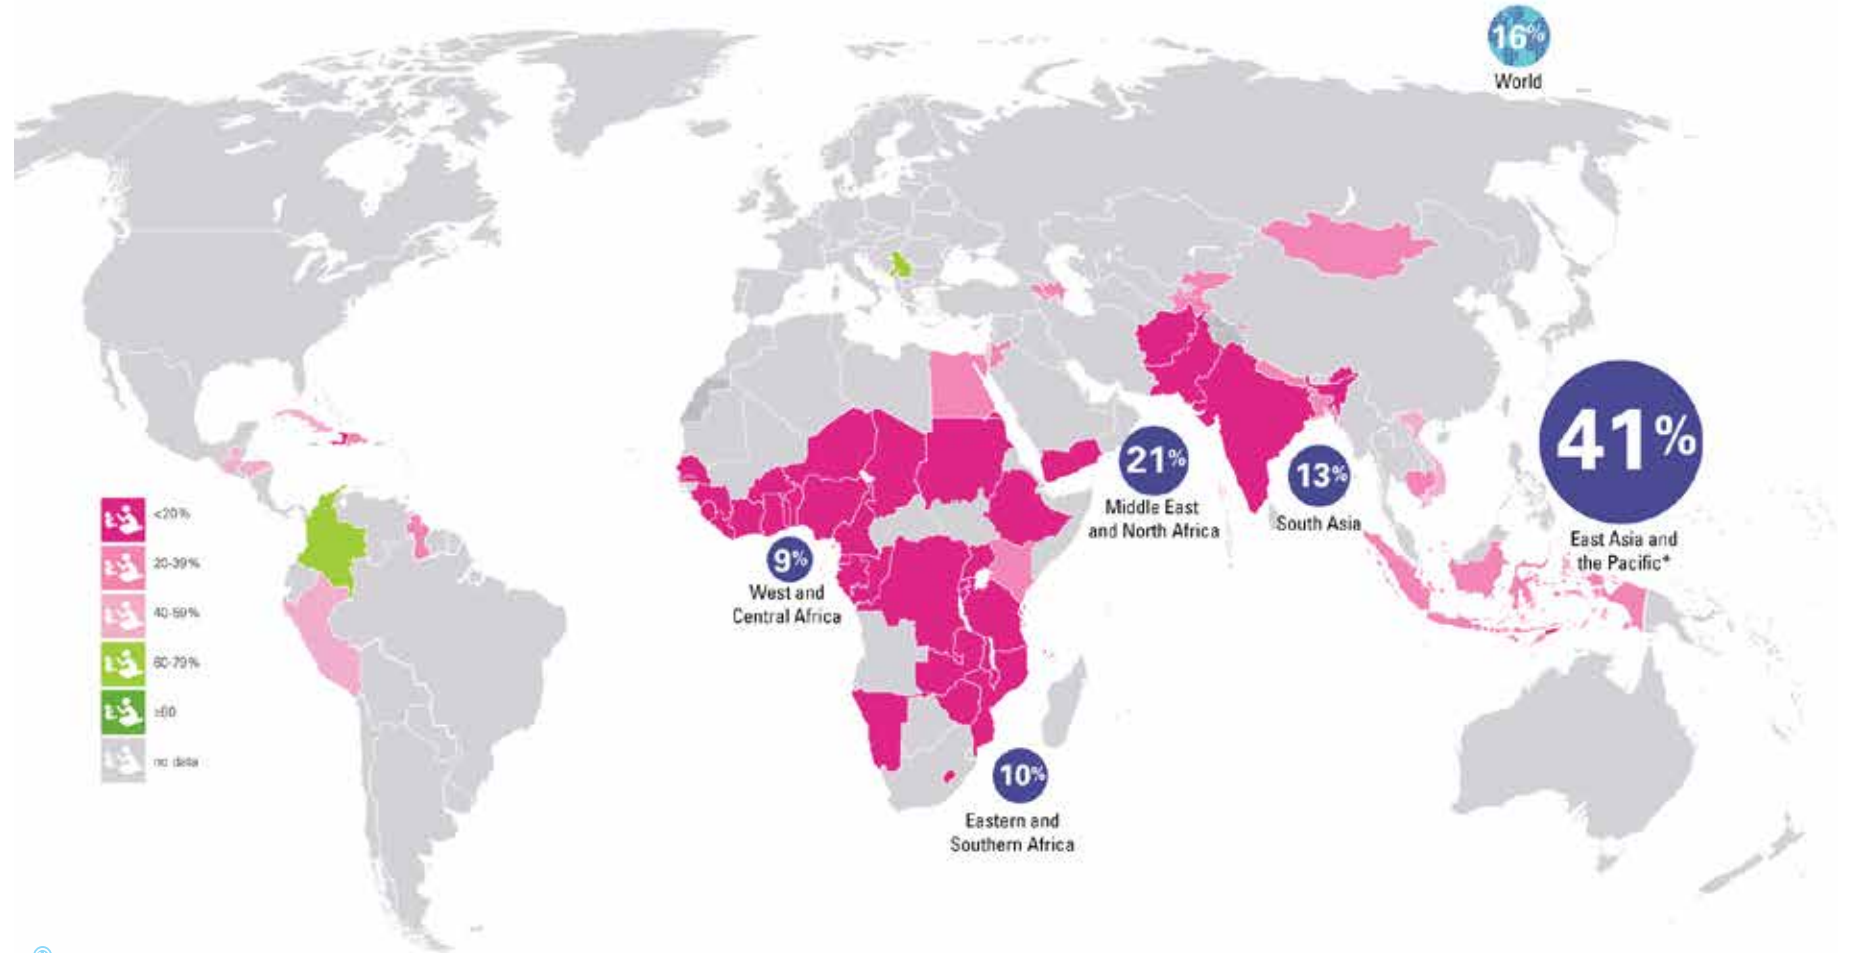 16%
World
41%
East Asia and
the Pacific*
21%
Middle East
and North Africa
13%
South Asia
9%
West and
Central Africa
10%
Eastern and
Southern Africa
<20%
20-39%
40-59%
60-79%
no data